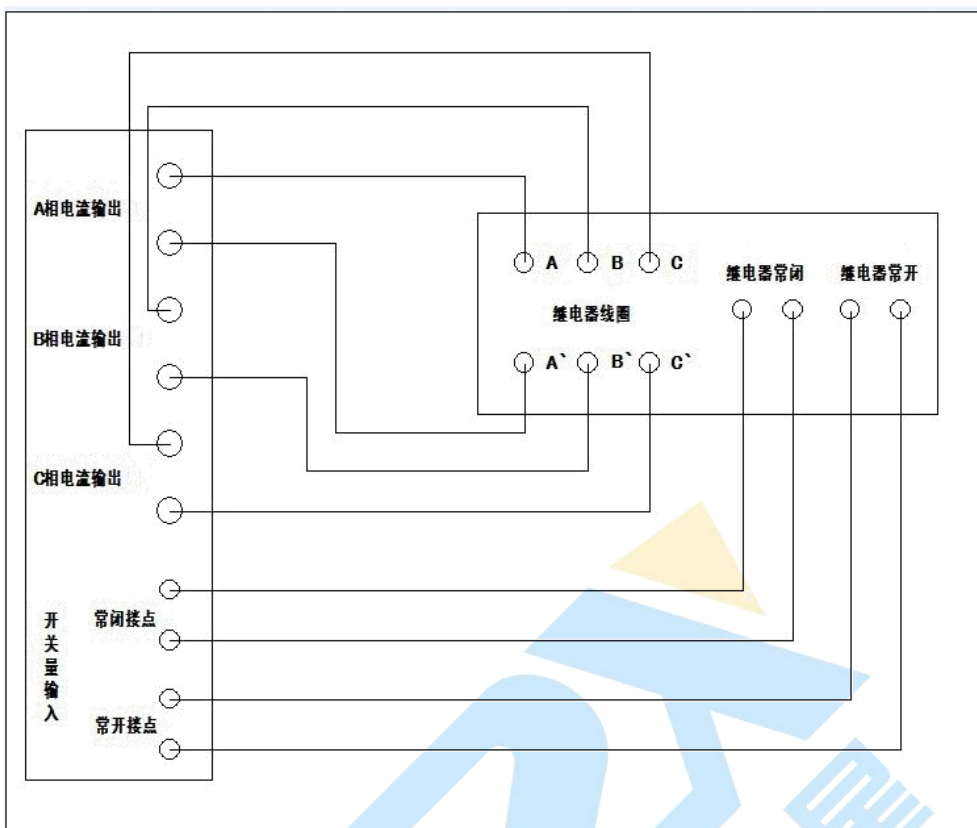 A相电流输出
B相电流输出
C相电流输出
开关量输入
常闭接点
常开接点
A B C
继电器线圈
A` B` C`
继电器常闭
继电器常开